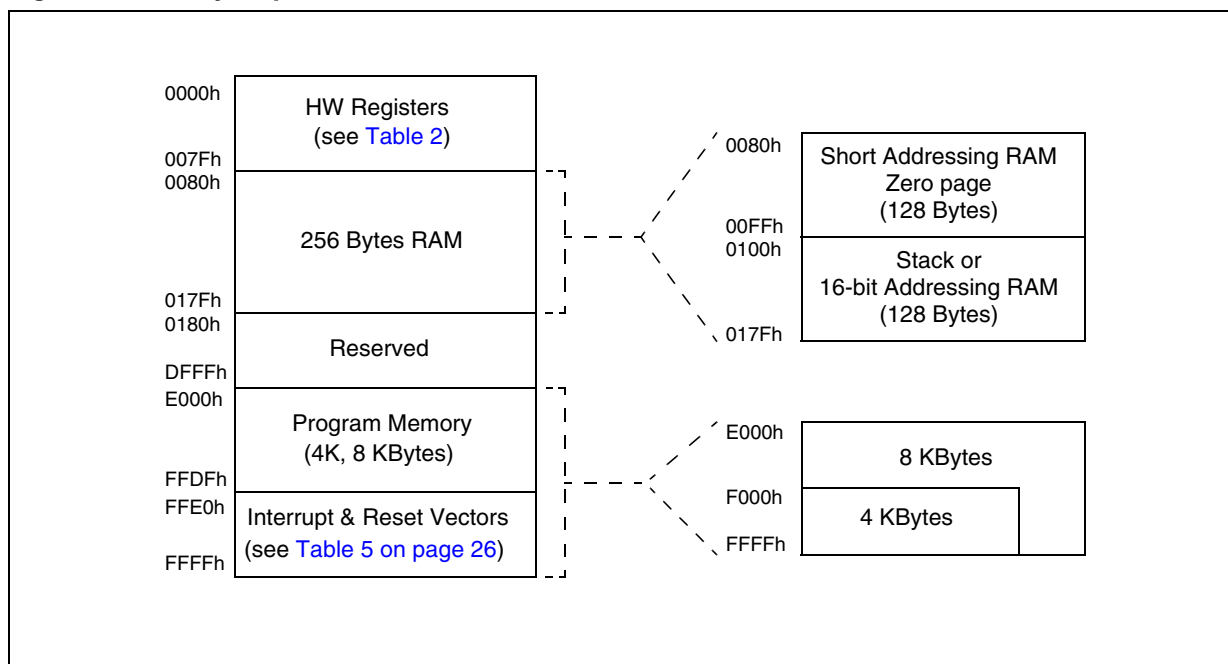 0000h
HW Registers
(see Table 2)
007Fh
0080h
256 Bytes RAM
017Fh
0180h
Reserved
DFFFh
E000h
Program Memory
(4K, 8 KBytes)
FFDFh
FFE0h
Interrupt & Reset Vectors
(see Table 5 on page 26)
FFFFh
0080h
Short Addressing RAM
Zero page
(128 Bytes)
00FFh
0100h
Stack or
16-bit Addressing RAM
(128 Bytes)
017Fh
E000h
8 KBytes
F000h
4 KBytes
FFFFh